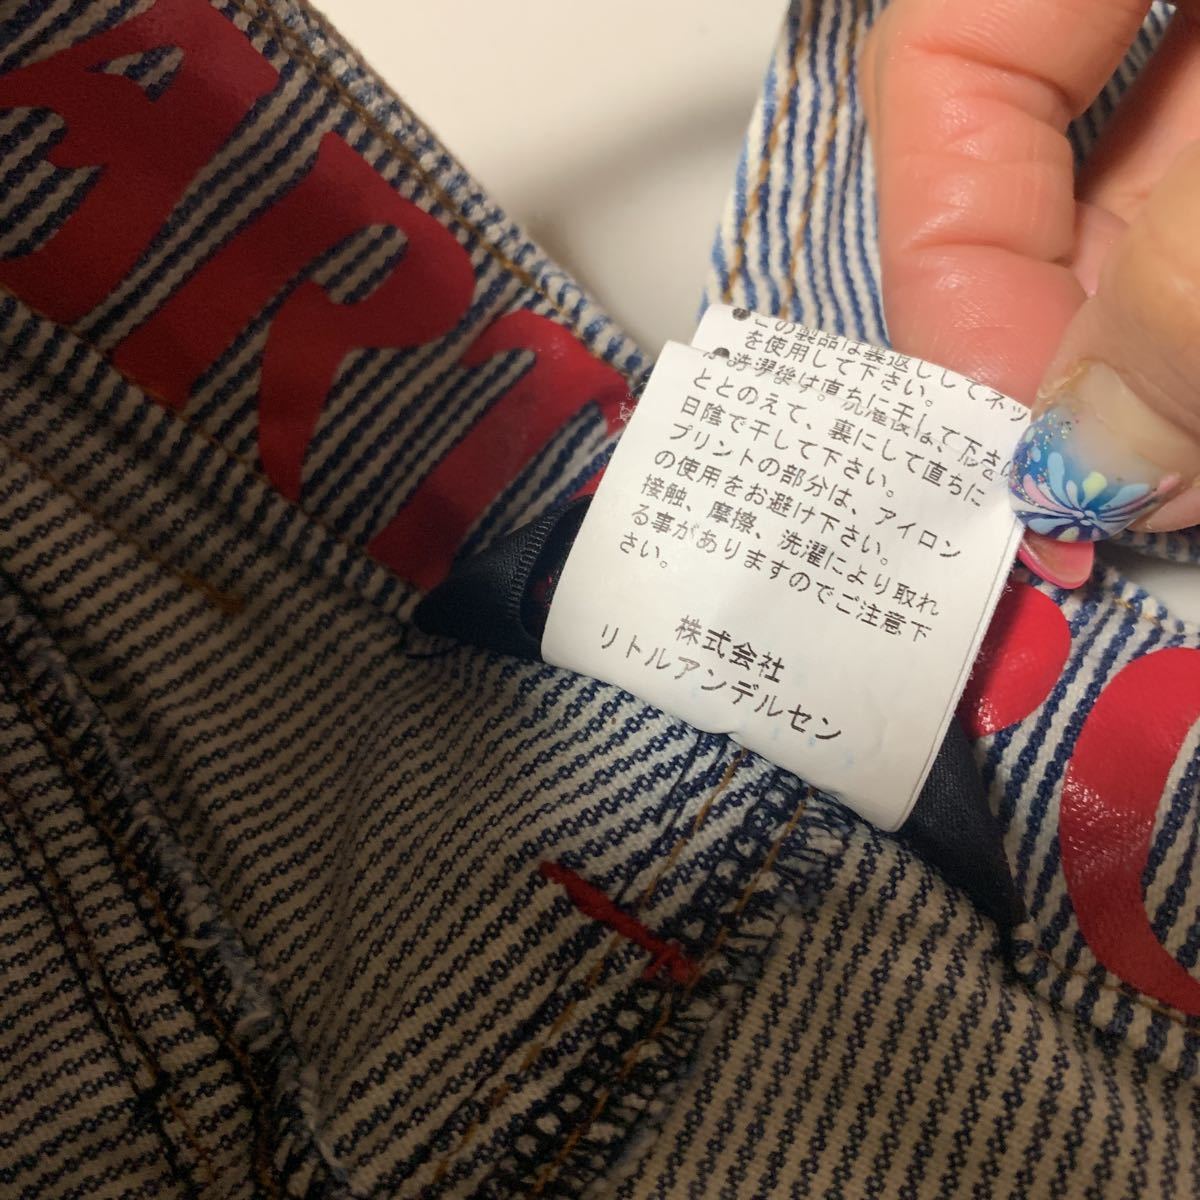 この製品は裏返ししてネッ
を使用して下さい。
洗濯後は直ちに干し
ととのえて、裏にして直ちに
日陰で干して下さい。
プリントの部分は、アイロン
の使用をお避け下さい。
接触、摩擦、洗濯により取れ
る事がありますのでご注意下
さい。
株式会社
リトルアンデルセン